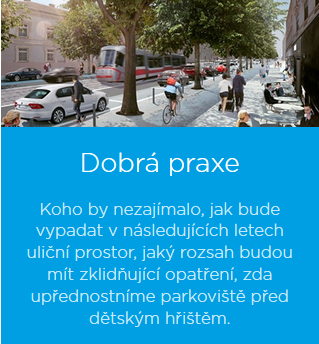 Dobrá praxe
Koho by nezajímalo, jak bude
vypadat v následujících letech
uliční prostor, jaký rozsah budou
mít zklidňující opatření, zda
upřednostníme parkoviště před
dětským hřištěm.